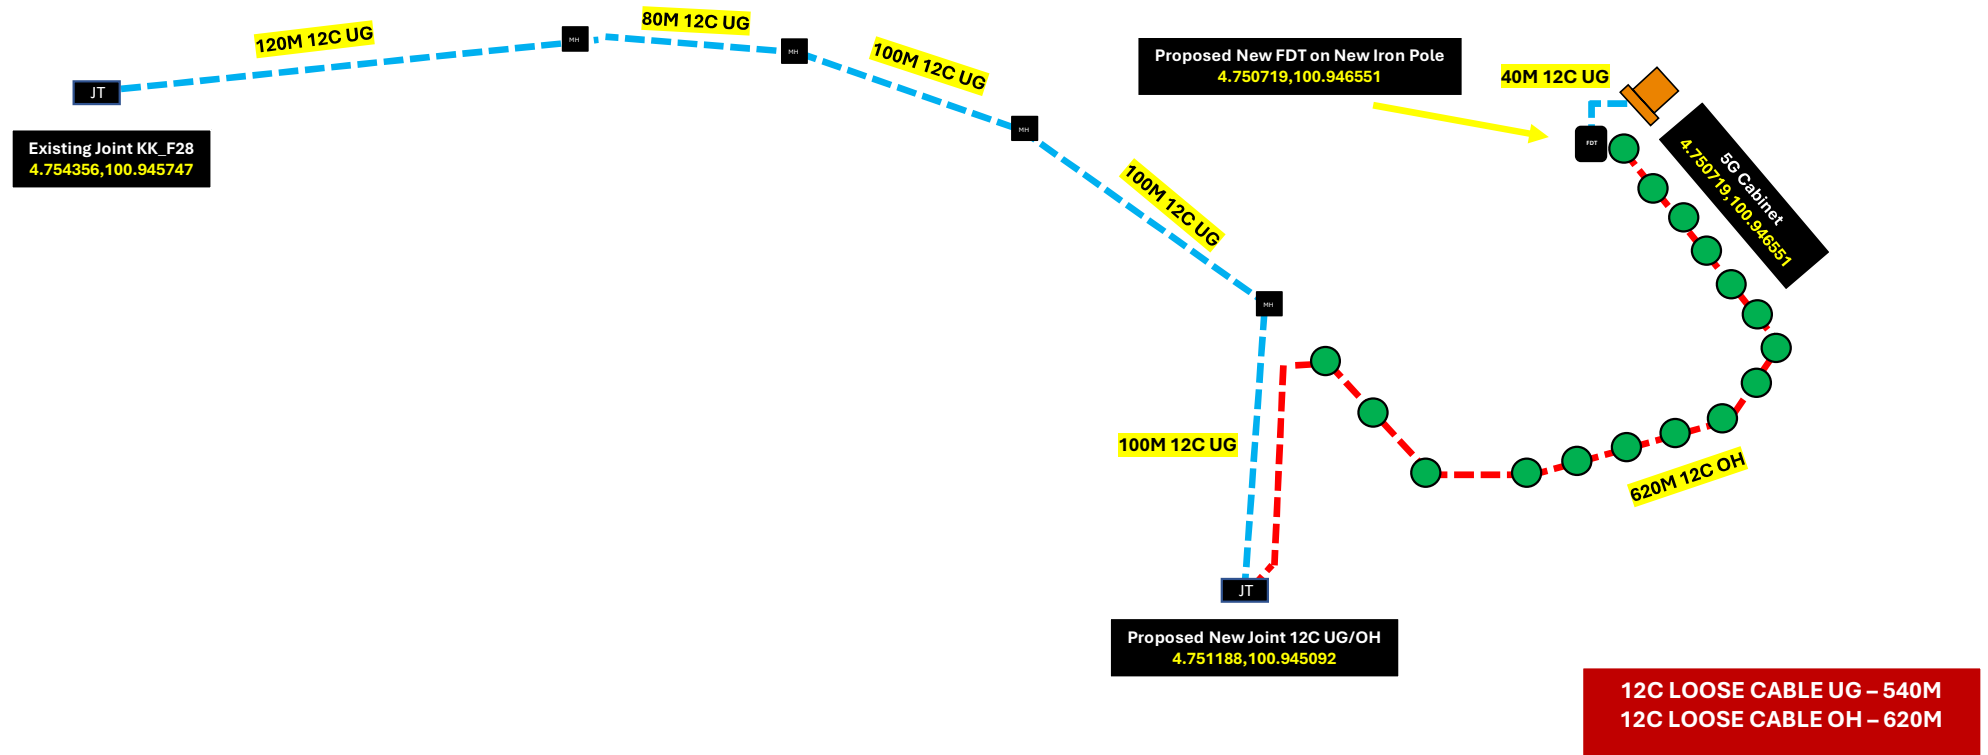 120M 12C UG
80M 12C UG
100M 12C UG
MH
MH
JT
Existing Joint KK_F28
4.754356,100.945747
MH
100M 12C UG
MH
Proposed New FDT on New Iron Pole
4.750719,100.946551
40M 12C UG
FDT
5G Cabinet
4.750719,100.946551
100M 12C UG
620M 12C OH
JT
Proposed New Joint 12C UG/OH
4.751188,100.945092
12C LOOSE CABLE UG – 540M
12C LOOSE CABLE OH – 620M